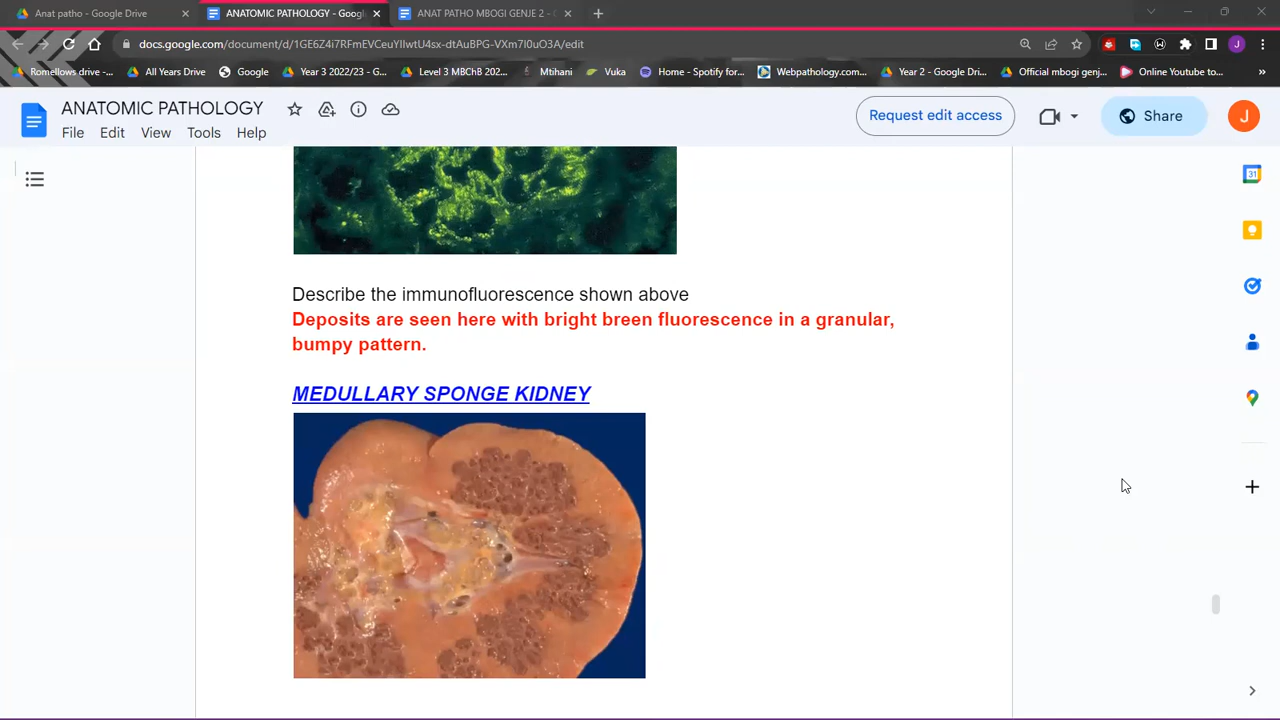 Anat patho - Google Drive
ANATOMIC PATHOLOGY - Googl
ANAT PATHO MBOGI GENJE 2 - G
docs.google.com/document/d/1GE6Z4i7RFmEVCeuYIlwtU4sx-dtAuBPG-VXm7I0uO3A/edit
Romellows drive -...
All Years Drive
Google
Year 3 2022/23 - G...
Level 3 MBChB 202...
Mtihani
Vuka
Home - Spotify for...
Webpathology.com...
Year 2 - Google Dri...
Official mbogi genj...
Online Youtube to...
ANATOMIC PATHOLOGY
File Edit View Tools Help
Request edit access
Share
J
Describe the immunofluorescence shown above
Deposits are seen here with bright breen fluorescence in a granular,
bumpy pattern.
MEDULLARY SPONGE KIDNEY